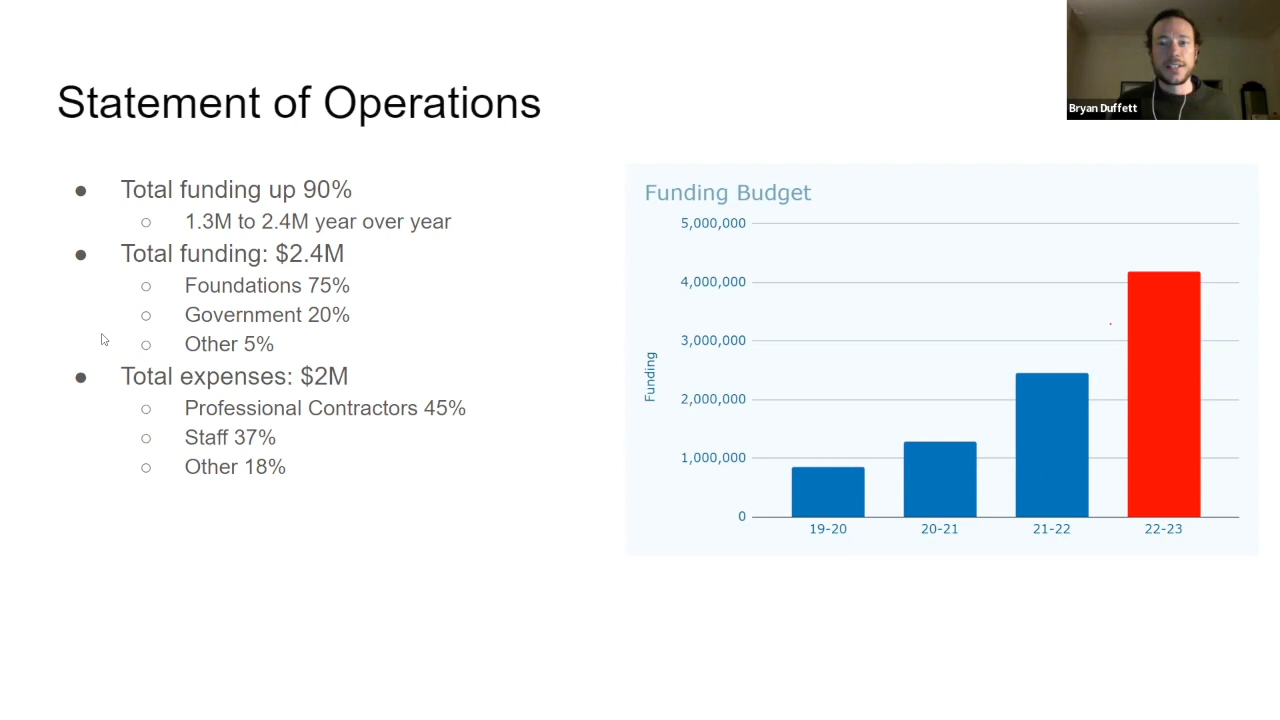 Statement of Operations
● Total funding up 90%
○ 1.3M to 2.4M year over year
● Total funding: $2.4M
○ Foundations 75%
○ Government 20%
○ Other 5%
● Total expenses: $2M
○ Professional Contractors 45%
○ Staff 37%
○ Other 18%
Bryan Duffett
Funding Budget
5,000,000
4,000,000
3,000,000
2,000,000
1,000,000
0
Funding
19-20 20-21 21-22 22-23